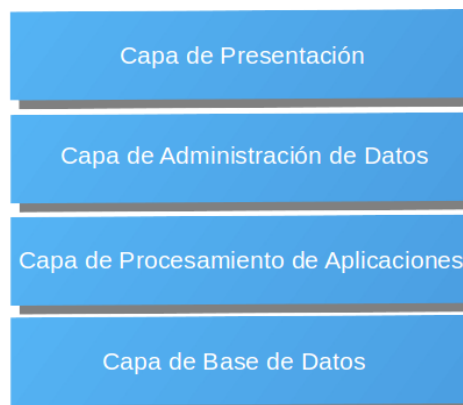 Capa de Presentación
Capa de Administración de Datos
Capa de Procesamiento de Aplicaciones
Capa de Base de Datos